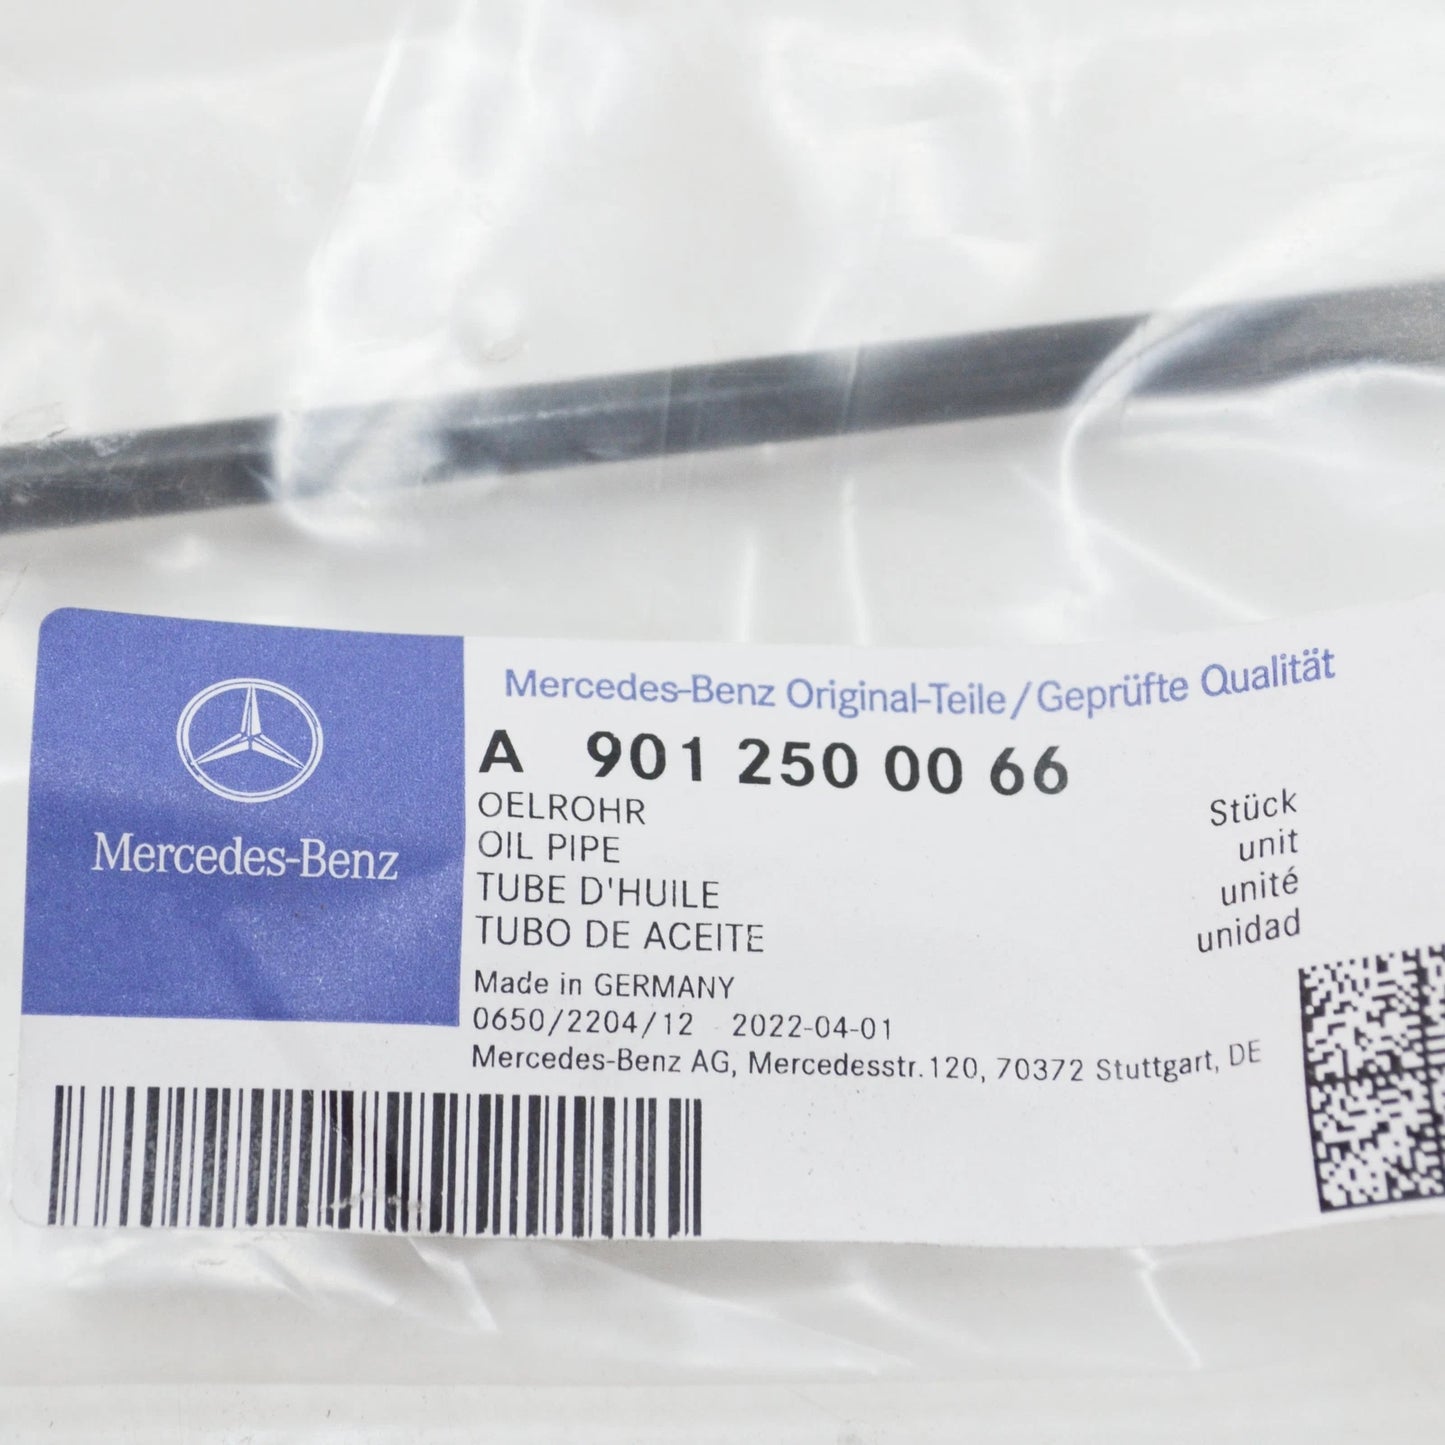 Mercedes-Benz
Mercedes-Benz Original-Teile/Geprüfte Qualität
A 901 250 00 66
OELROHR
OIL PIPE
TUBE D'HUILE
TUBO DE ACEITE
Stück
unit
unité
unidad
Made in GERMANY
0650/2204/12 2022-04-01
Mercedes-Benz AG, Mercedesstr.120, 70372 Stuttgart, DE